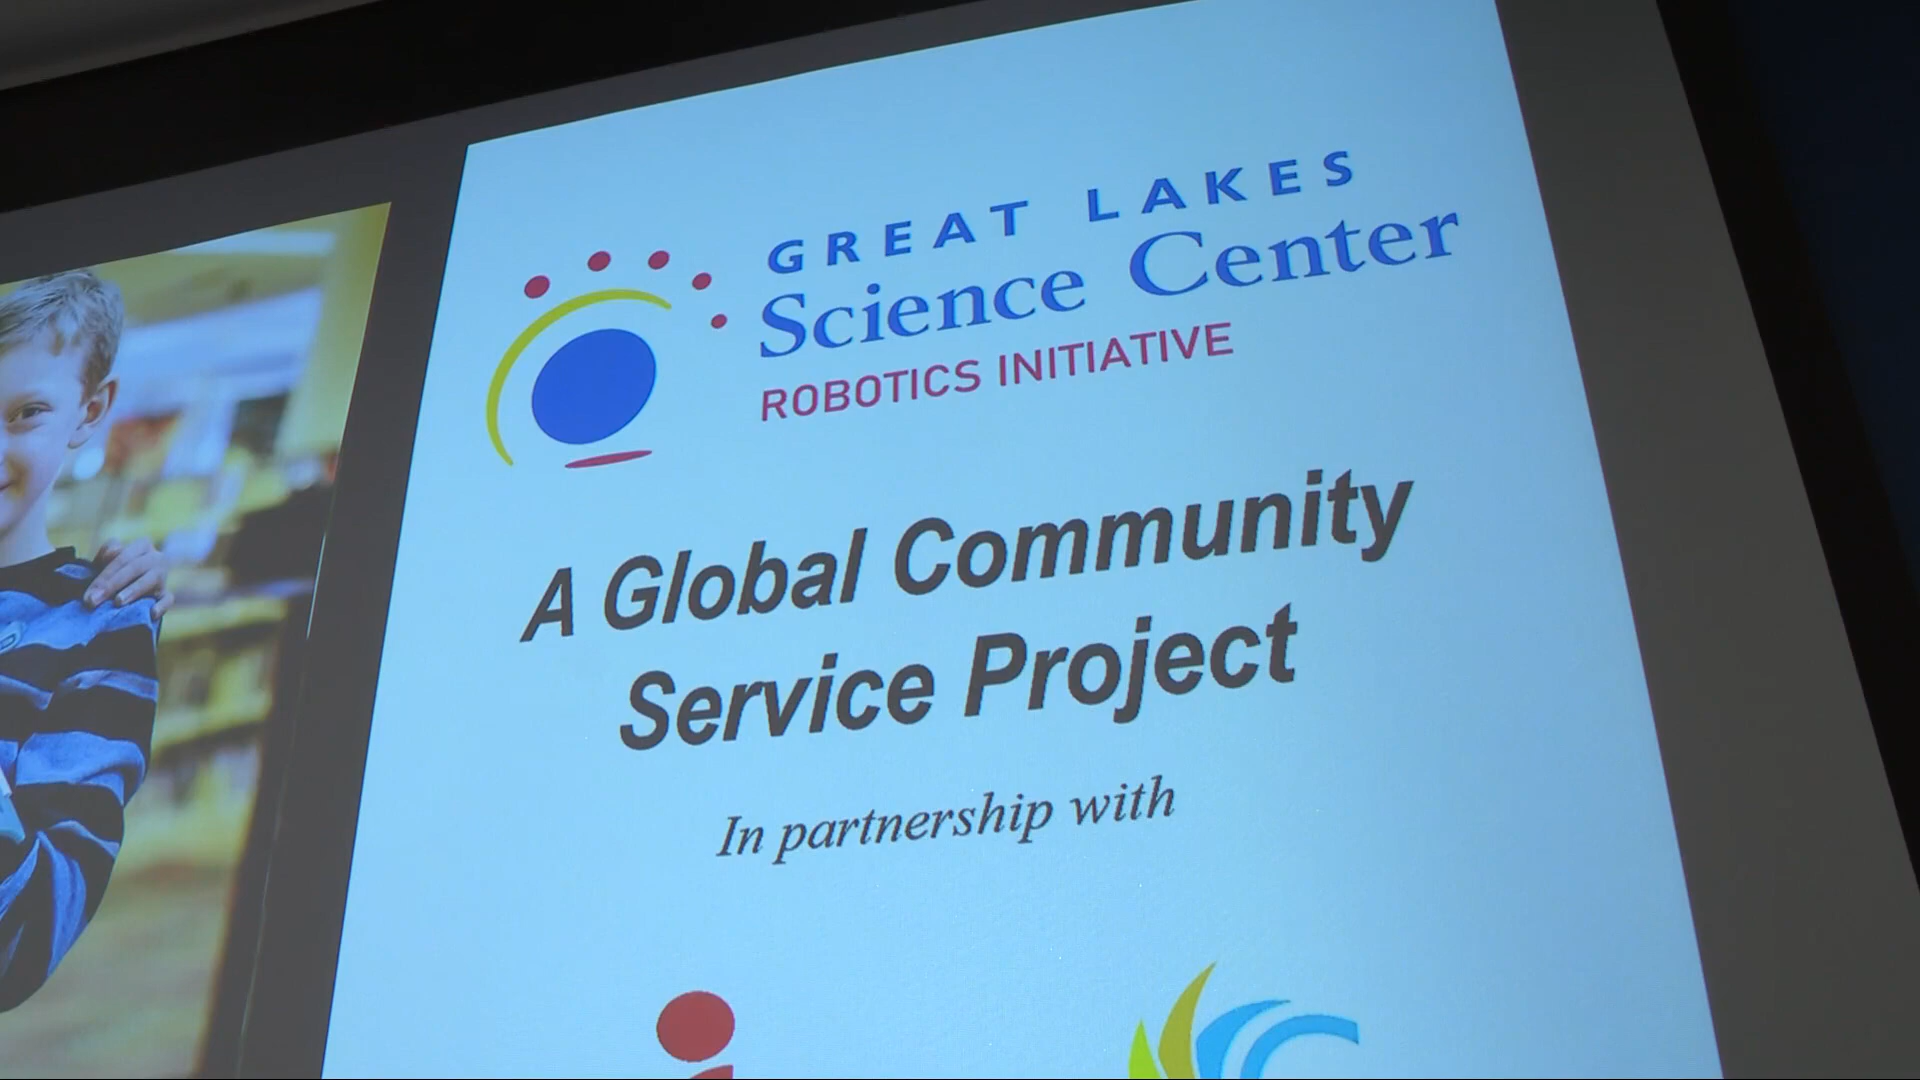 GREAT LAKES
Science Center
ROBOTICS INITIATIVE
A Global Community
Service Project
In partnership with